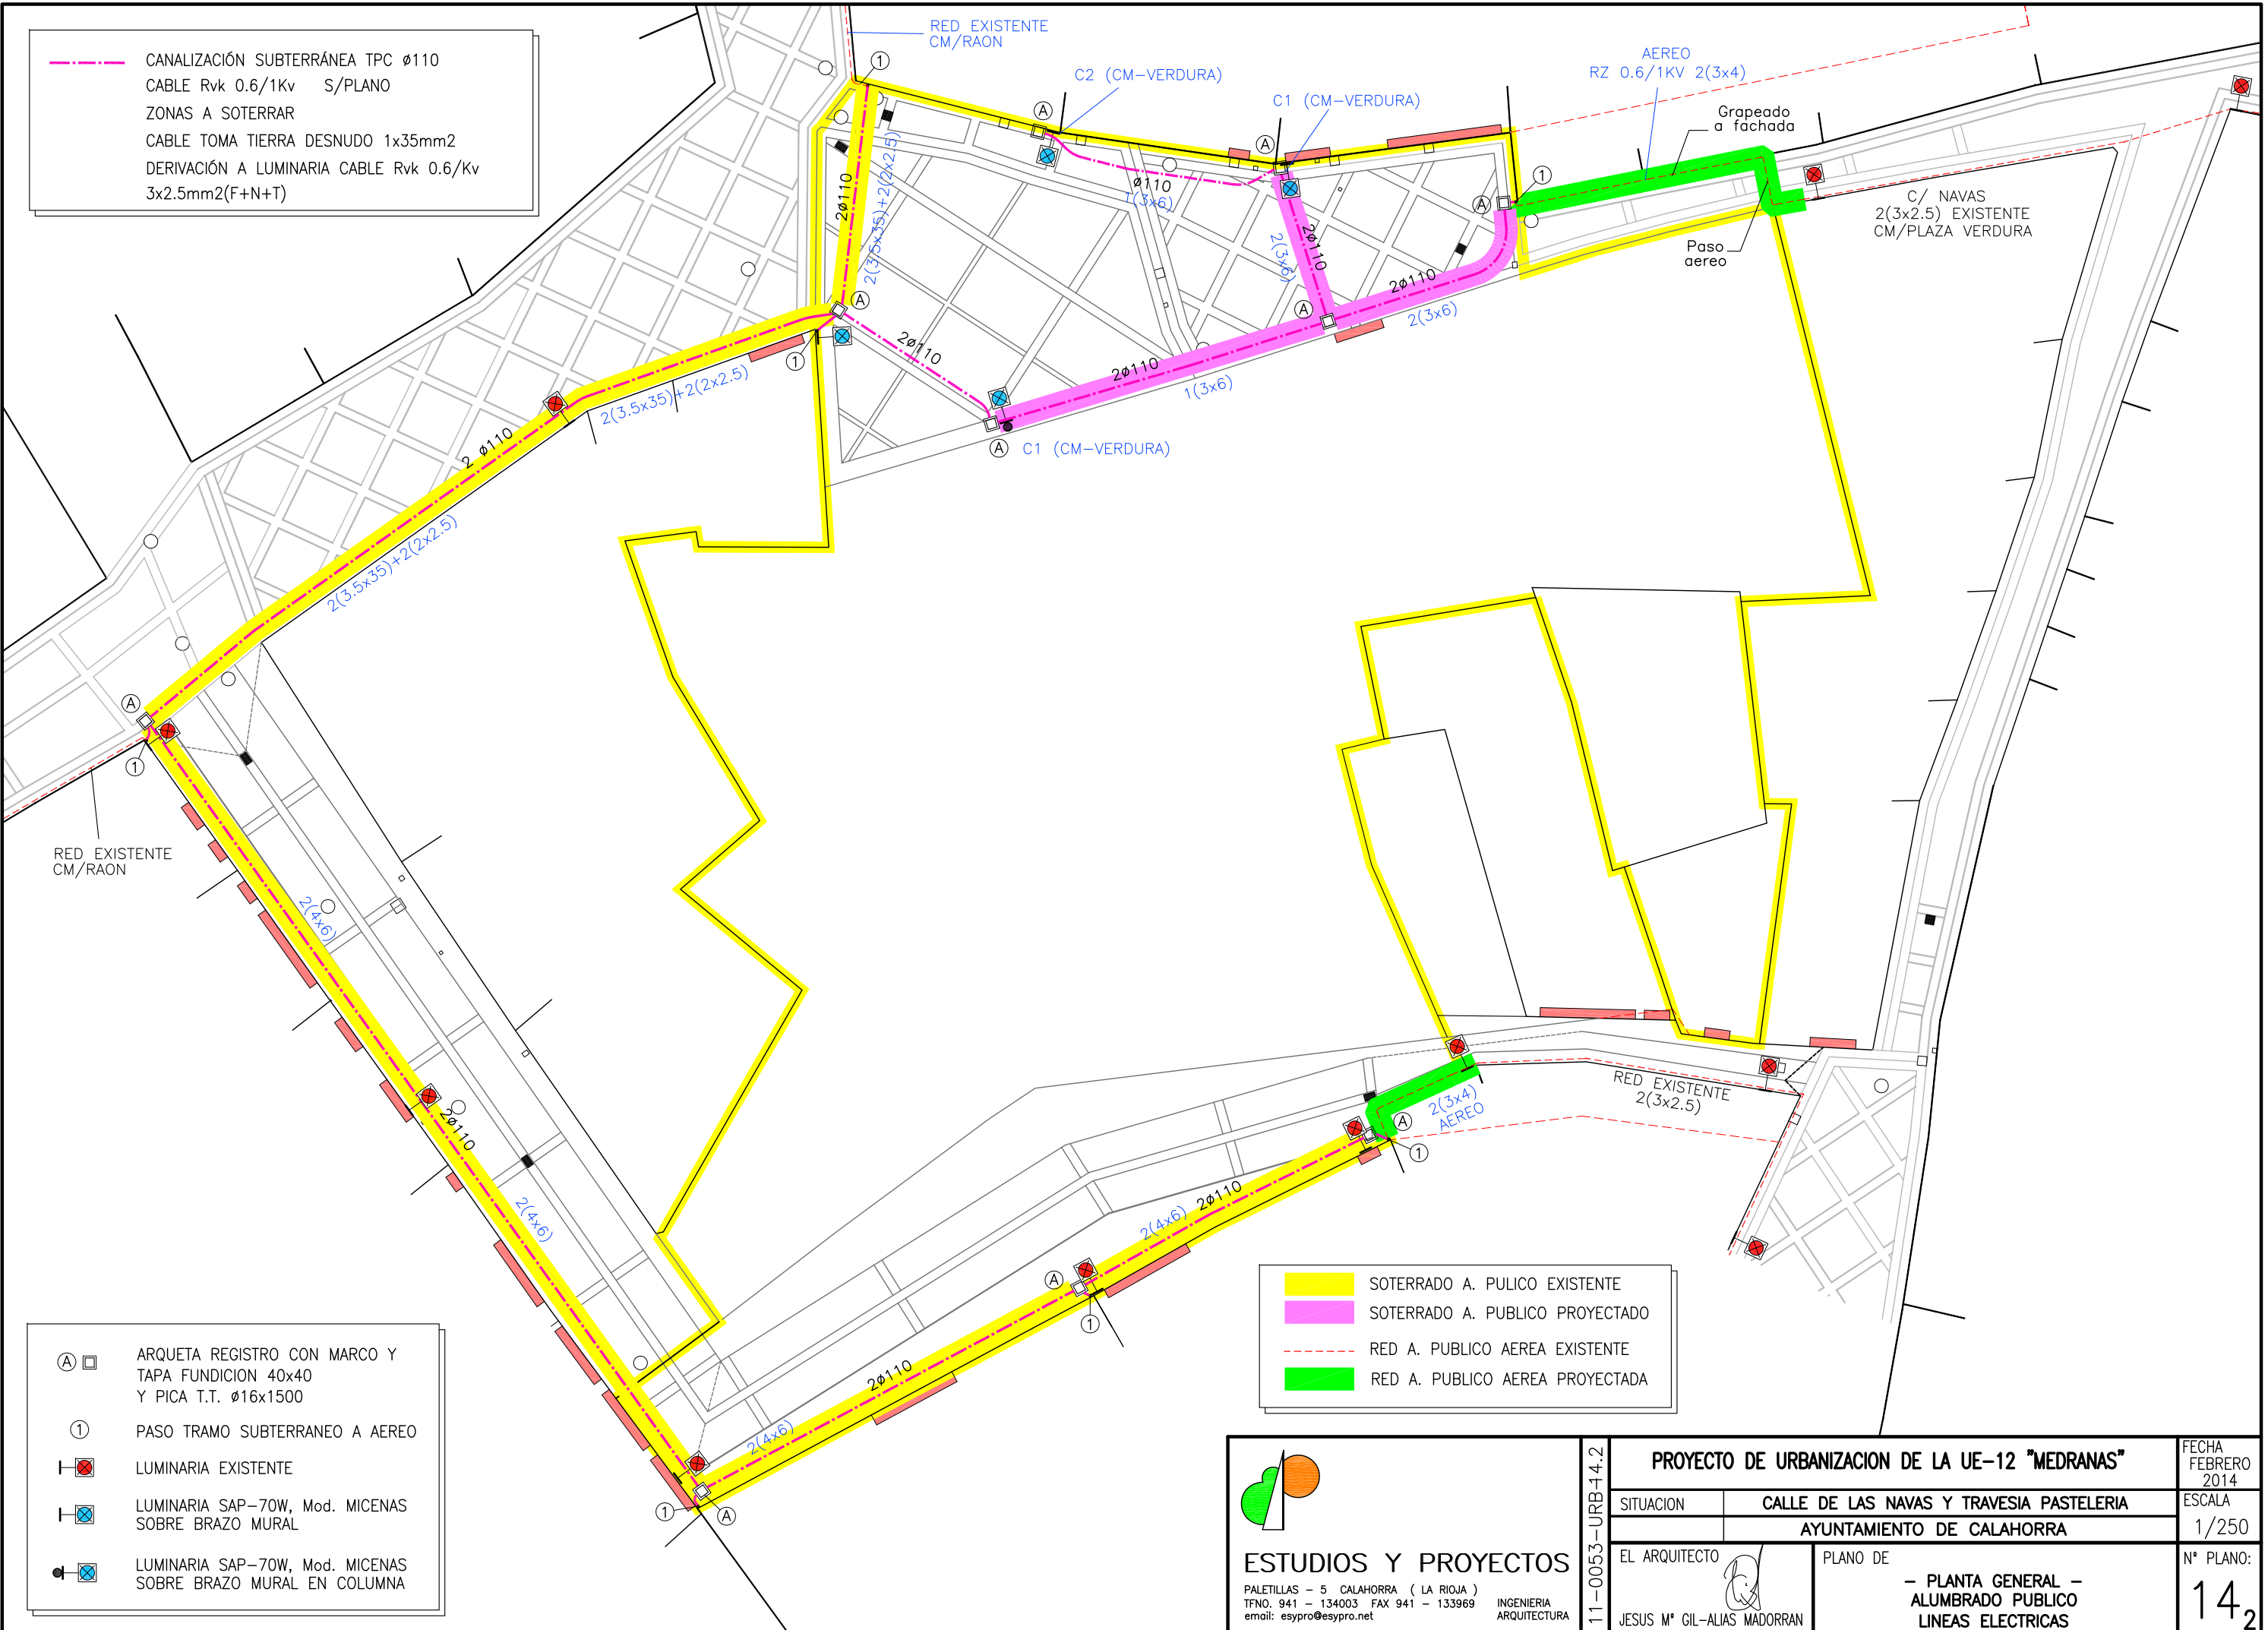 CANALIZACIÓN SUBTERRÁNEA TPC ø110
CABLE Rvk 0.6/1Kv S/PLANO
ZONAS A SOTERRAR
CABLE TOMA TIERRA DESNUDO 1x35mm2
DERIVACIÓN A LUMINARIA CABLE Rvk 0.6/Kv
3x2.5mm2(F+N+T)
RED EXISTENTE
CM/RAON
1
A
C2 (CM-VERDURA)
C1 (CM-VERDURA)
A
AEREO
RZ 0.6/1KV 2(3x4)
Grapeado
a fachada
1
A
C/ NAVAS
2(3x2.5) EXISTENTE
CM/PLAZA VERDURA
Paso
aereo
2ø110
2(3.5x35)+2(2x2.5)
ø110
1(3x6)
2ø110
2(3x6)
2ø110
2(3x6)
A
A
1
2ø110
2ø110
1(3x6)
A
C1 (CM-VERDURA)
2(3.5x35)+2(2x2.5)
2 ø110
2(3.5x35)+2(2x2.5)
A
1
RED EXISTENTE
CM/RAON
2(4x6)
2ø110
2(4x6)
RED EXISTENTE
2(3x2.5)
2(3x4)
AEREO
A
1
2ø110
2(4x6)
A
1
2ø110
2(4x6)
1
A
SOTERRADO A. PULICO EXISTENTE
SOTERRADO A. PUBLICO PROYECTADO
RED A. PUBLICO AEREA EXISTENTE
RED A. PUBLICO AEREA PROYECTADA
A ARQUETA REGISTRO CON MARCO Y
TAPA FUNDICION 40x40
Y PICA T.T. ø16x1500
1 PASO TRAMO SUBTERRANEO A AEREO
LUMINARIA EXISTENTE
LUMINARIA SAP-70W, Mod. MICENAS
SOBRE BRAZO MURAL
LUMINARIA SAP-70W, Mod. MICENAS
SOBRE BRAZO MURAL EN COLUMNA
ESTUDIOS Y PROYECTOS
PALETILLAS - 5 CALAHORRA ( LA RIOJA )
TFNO. 941 - 134003 FAX 941 - 133969
email: esypro@esypro.net
INGENIERIA
ARQUITECTURA
11-0053-URB-14.2
PROYECTO DE URBANIZACION DE LA UE-12 "MEDRANAS"
FECHA
FEBRERO
2014
SITUACION
CALLE DE LAS NAVAS Y TRAVESIA PASTELERIA
AYUNTAMIENTO DE CALAHORRA
ESCALA
1/250
EL ARQUITECTO
JESUS Mª GIL-ALIAS MADORRAN
PLANO DE
- PLANTA GENERAL -
ALUMBRADO PUBLICO
LINEAS ELECTRICAS
Nº PLANO:
14.2